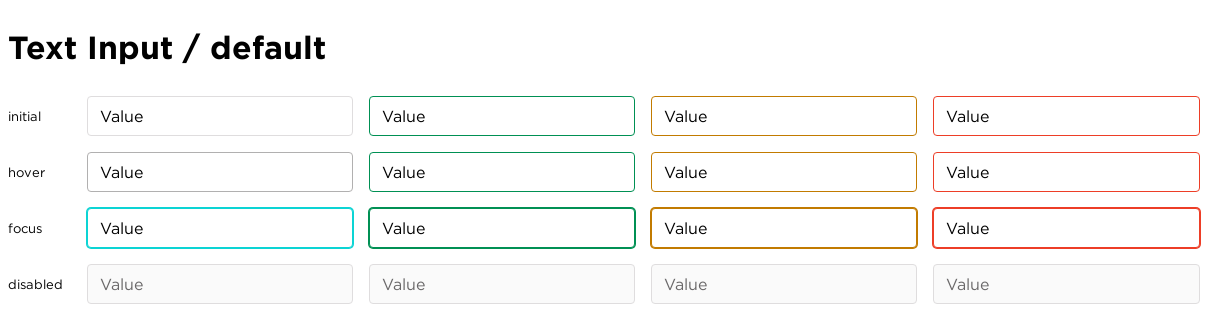 Text Input / default
initial Value Value Value Value
hover Value Value Value Value
focus Value Value Value Value
disabled Value Value Value Value